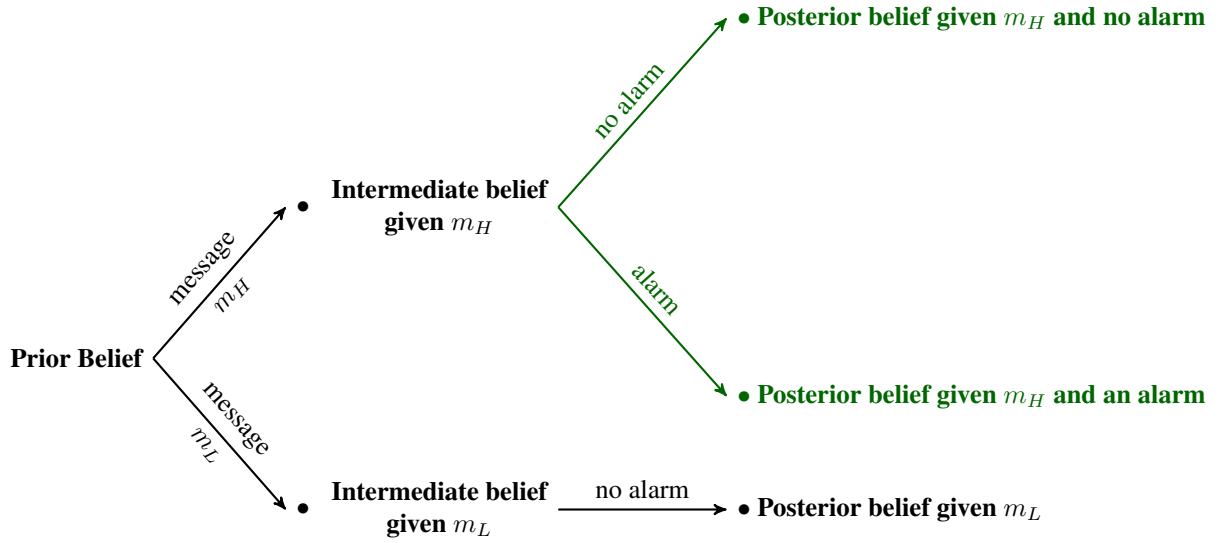 • Posterior belief given m_H and no alarm
no alarm
• Intermediate belief
given m_H
message
m_H
alarm
Prior Belief
• Posterior belief given m_H and an alarm
message
m_L
• Intermediate belief
given m_L
no alarm
• Posterior belief given m_L